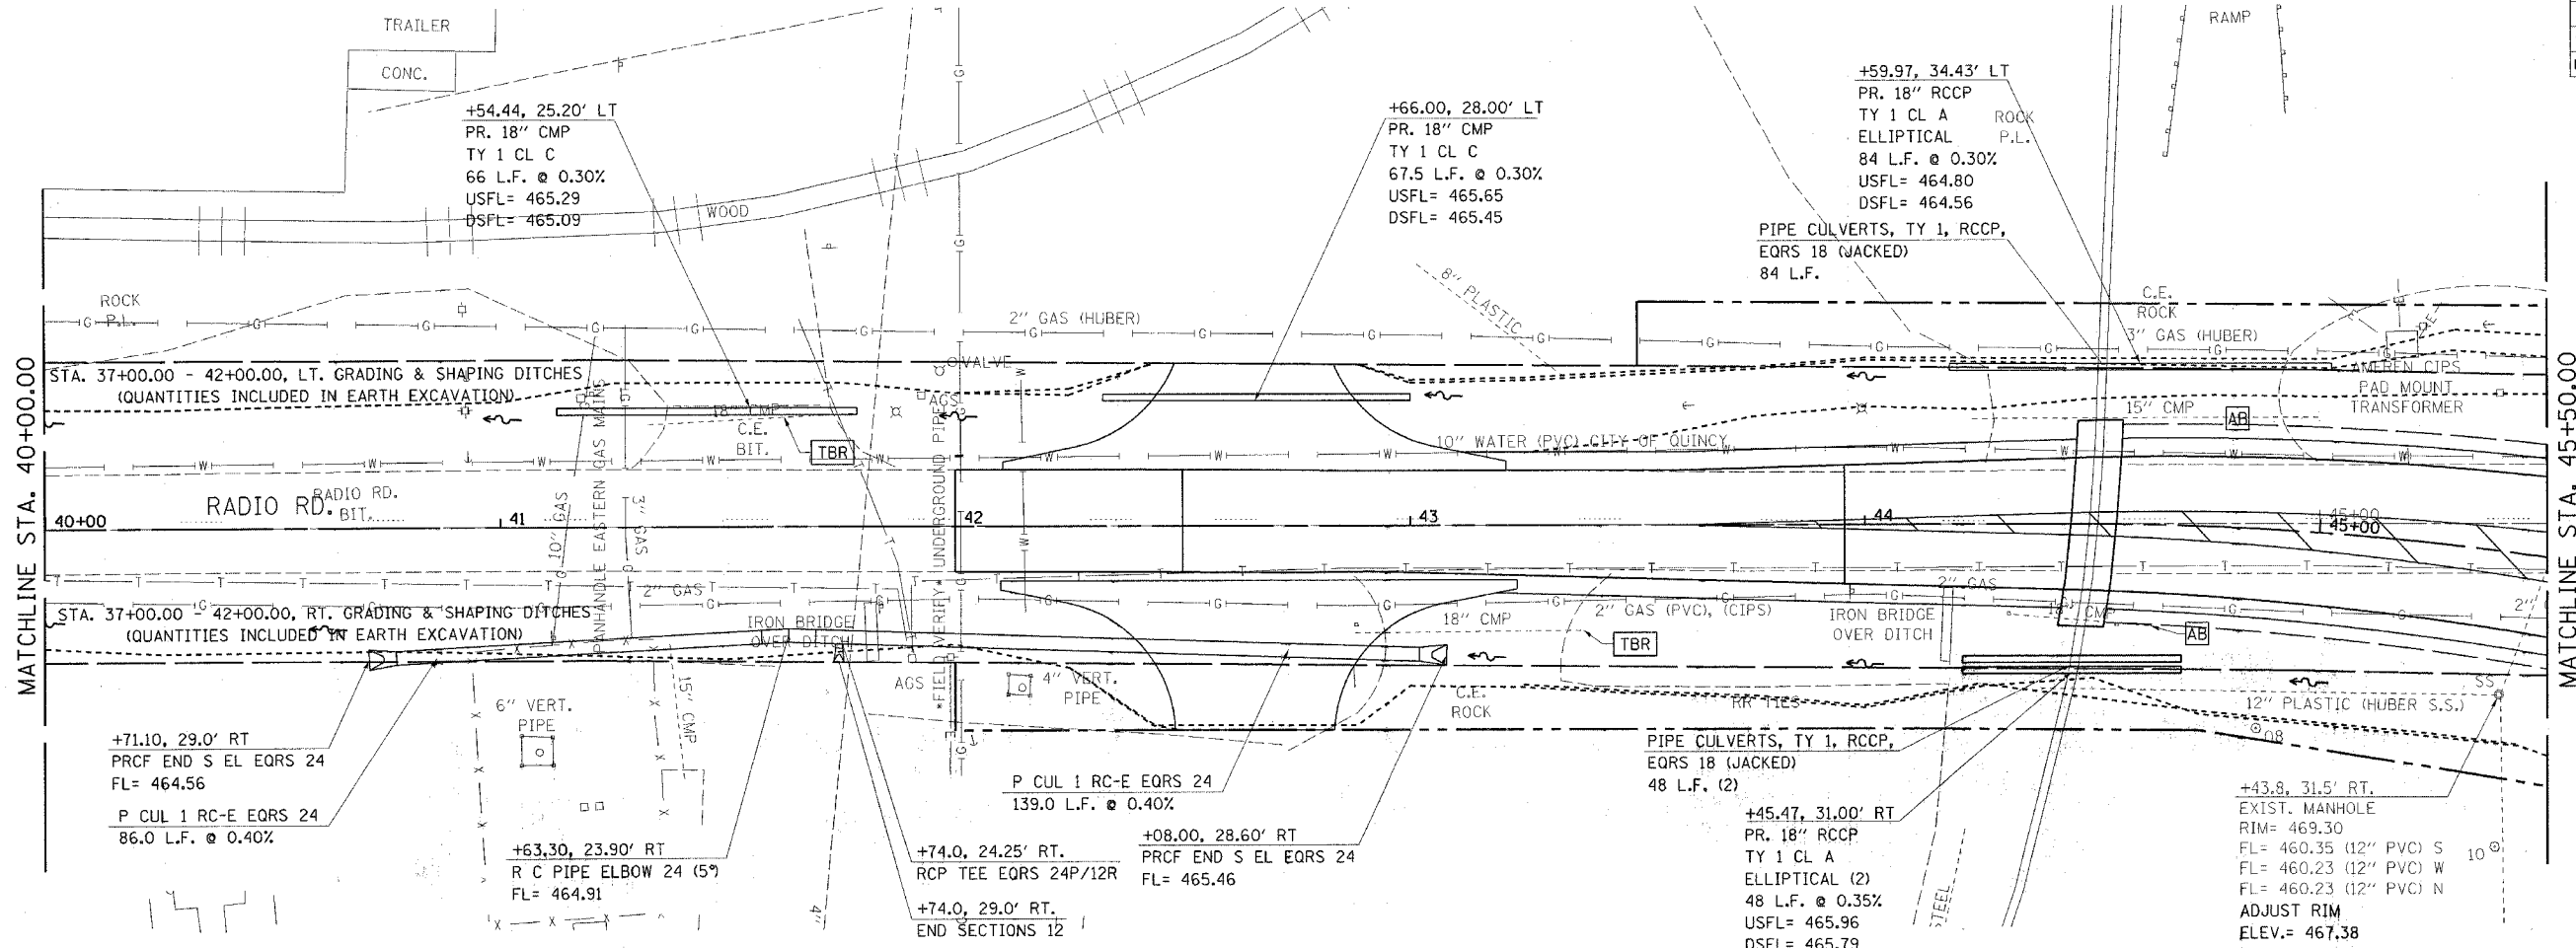 TRAILER
CONC.
RAMP
+54.44, 25.20' LT
PR. 18" CMP
TY 1 CL C
66 L.F. @ 0.30%
USFL= 465.29
DSFL= 465.09
WOOD
+66.00, 28.00' LT
PR. 18" CMP
TY 1 CL C
67.5 L.F. @ 0.30%
USFL= 465.65
DSFL= 465.45
+59.97, 34.43' LT
PR. 18" RCCP
TY 1 CL A
ELLIPTICAL
84 L.F. @ 0.30%
USFL= 464.80
DSFL= 464.56
ROCK
P.L.
PIPE CULVERTS, TY 1, RCCP,
EQRS 18 (JACKED)
84 L.F.
ROCK
P.L.
2" GAS (HUBER)
8" PLASTIC
C.E.
ROCK
3" GAS (HUBER)
VALVE
STA. 37+00.00 - 42+00.00, LT. GRADING & SHAPING DITCHES
(QUANTITIES INCLUDED IN EARTH EXCAVATION)
18" CMP
C.E.
BIT.
TBR
AGS
AMEREN CIPS
PAD MOUNT
TRANSFORMER
15" CMP
AB
10" WATER (PVC) CITY OF QUINCY
MATCHLINE STA. 40+00.00
MATCHLINE STA. 45+50.00
RADIO RD.
RADIO RD.
BIT.
40+00
41
42
43
44
45+00
45+00
10" GAS
PANHANDLE EASTERN GAS MAINS
3" GAS
*FIELD VERIFY* UNDERGROUND PIPE
2" GAS
STA. 37+00.00 - 42+00.00, RT. GRADING & SHAPING DITCHES
(QUANTITIES INCLUDED IN EARTH EXCAVATION)
IRON BRIDGE
OVER DITCH
18" CMP
TBR
2" GAS (PVC), (CIPS)
2" GAS
IRON BRIDGE
OVER DITCH
CMP
AB
2"
AGS
4" VERT.
PIPE
C.E.
ROCK
RR TIES
SS
12" PLASTIC (HUBER S.S.)
08
6" VERT.
PIPE
15" CMP
+71.10, 29.0' RT
PRCF END S EL EQRS 24
FL= 464.56
P CUL 1 RC-E EQRS 24
86.0 L.F. @ 0.40%
+63.30, 23.90' RT
R C PIPE ELBOW 24 (5°)
FL= 464.91
P CUL 1 RC-E EQRS 24
139.0 L.F. @ 0.40%
+74.0, 24.25' RT.
RCP TEE EQRS 24P/12R
+74.0, 29.0' RT.
END SECTIONS 12
+08.00, 28.60' RT
PRCF END S EL EQRS 24
FL= 465.46
PIPE CULVERTS, TY 1, RCCP,
EQRS 18 (JACKED)
48 L.F. (2)
+45.47, 31.00' RT
PR. 18" RCCP
TY 1 CL A
ELLIPTICAL (2)
48 L.F. @ 0.35%
USFL= 465.96
DSFL= 465.79
+43.8, 31.5' RT.
EXIST. MANHOLE
RIM= 469.30
FL= 460.35 (12" PVC) S
FL= 460.23 (12" PVC) W
FL= 460.23 (12" PVC) N
ADJUST RIM
ELEV.= 467.38
10
4"